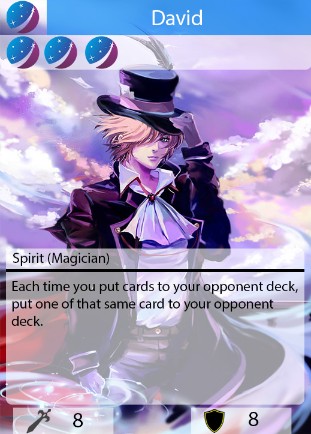 David
Spirit (Magician)
Each time you put cards to your opponent deck,
put one of that same card to your opponent
deck.
8 8